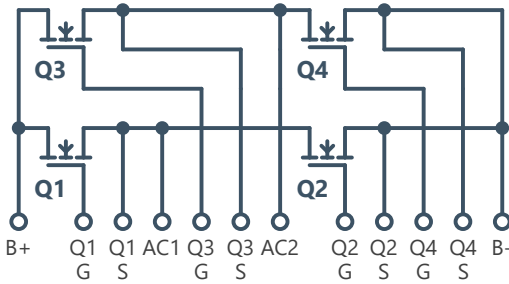 Q3 Q4
Q1 Q2
B+ Q1 Q1 AC1 Q3 Q3 AC2 Q2 Q2 Q4 Q4 B-
G S G S G S G S